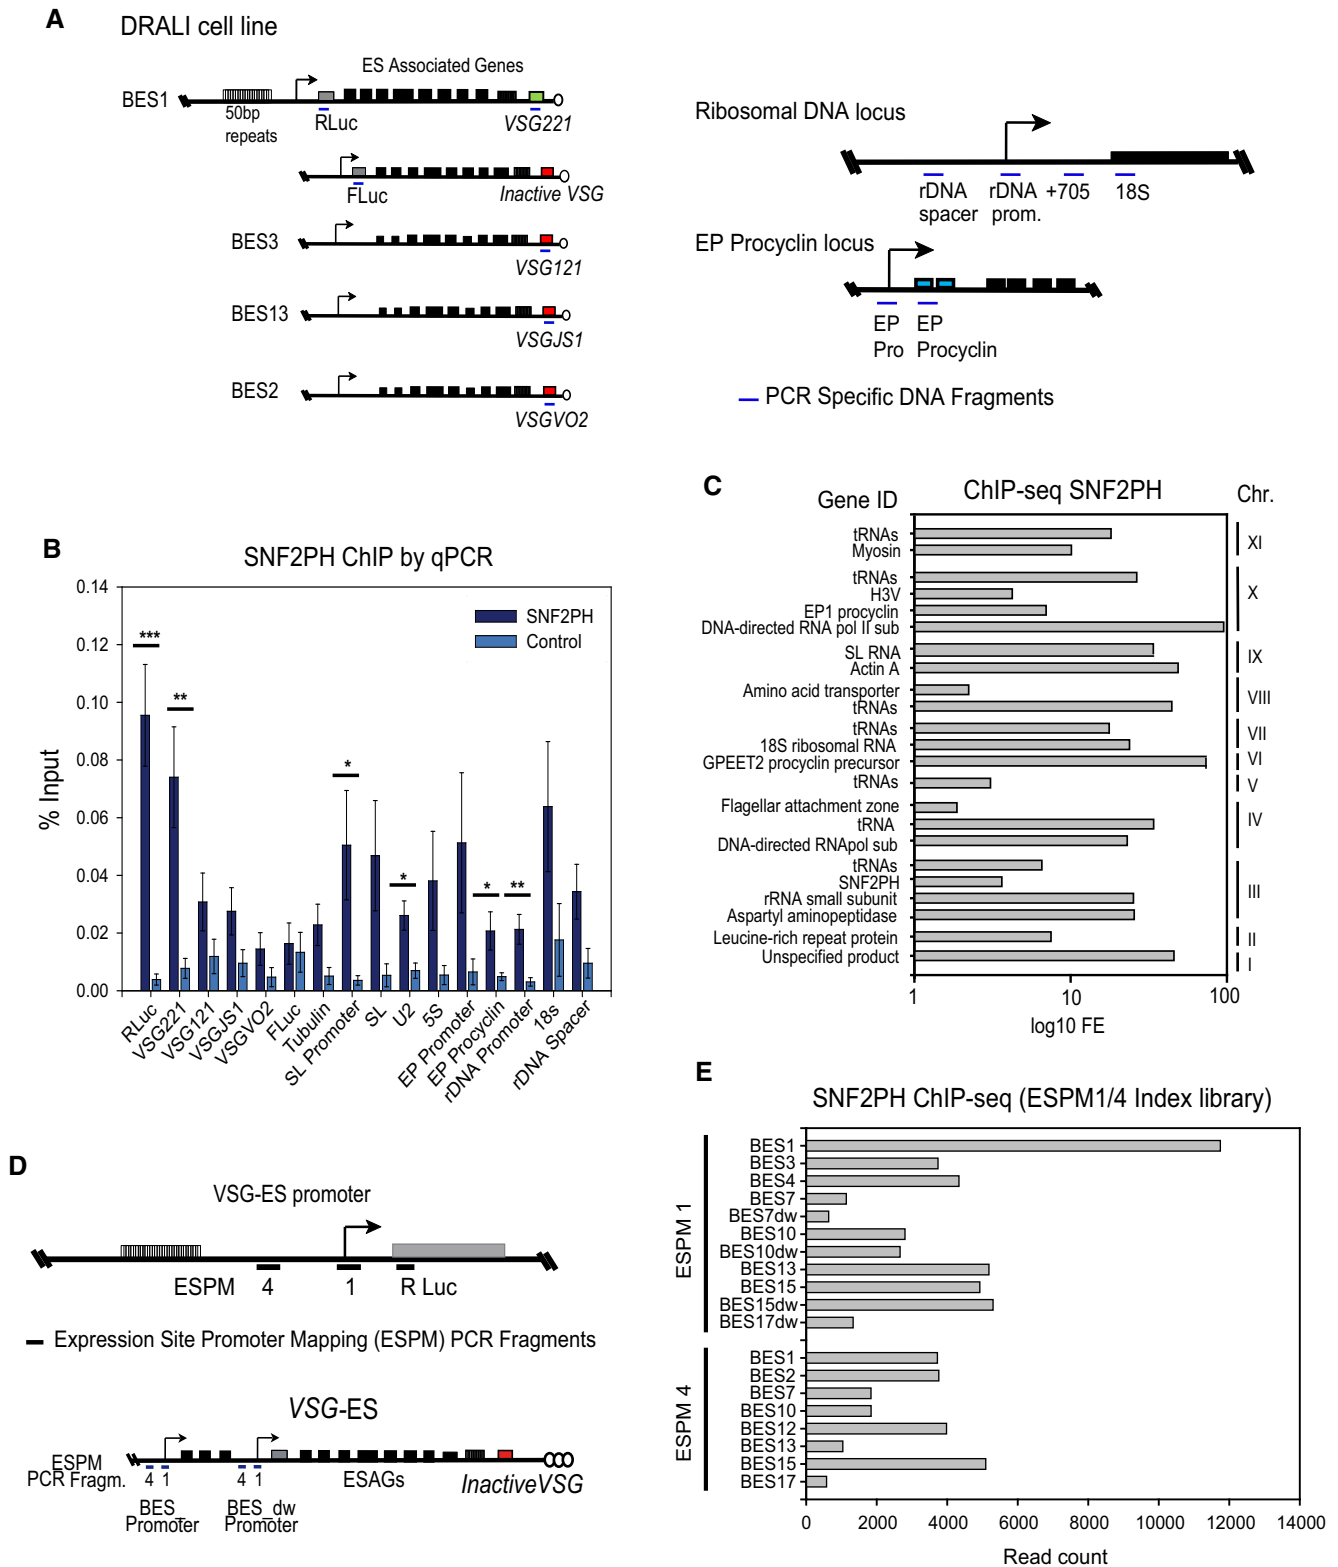 A
DRALI cell line
ES Associated Genes
BES1
50bp
repeats
RLuc
VSG221
FLuc
Inactive VSG
BES3
VSG121
BES13
VSGJS1
BES2
VSGVO2
Ribosomal DNA locus
rDNA
spacer
rDNA
prom.
+705
18S
EP Procyclin locus
EP
Pro
EP
Procyclin
PCR Specific DNA Fragments
B
SNF2PH ChIP by qPCR
% Input
0.14
0.12
0.10
0.08
0.06
0.04
0.02
0.00
SNF2PH
Control
***
**
*
*
*
**
RLuc
VSG221
VSG121
VSGJS1
VSGVO2
FLuc
Tubulin
SL Promoter
SL
U2
5S
EP Promoter
EP Procyclin
rDNA Promoter
18s
rDNA Spacer
C
Gene ID
ChIP-seq SNF2PH
Chr.
tRNAs
Myosin
XI
tRNAs
H3V
EP1 procyclin
DNA-directed RNA pol II sub
X
SL RNA
Actin A
IX
Amino acid transporter
tRNAs
VIII
tRNAs
18S ribosomal RNA
VII
GPEET2 procyclin precursor
VI
tRNAs
V
Flagellar attachment zone
tRNA
DNA-directed RNApol sub
IV
tRNAs
SNF2PH
rRNA small subunit
Aspartyl aminopeptidase
III
Leucine-rich repeat protein
II
Unspecified product
I
1
10
100
log10 FE
D
VSG-ES promoter
ESPM
4
1
R Luc
Expression Site Promoter Mapping (ESPM) PCR Fragments
VSG-ES
ESPM
PCR Fragm.
4 1
4 1
BES_
Promoter
BES_dw
Promoter
ESAGs
InactiveVSG
E
SNF2PH ChIP-seq (ESPM1/4 Index library)
ESPM 1
BES1
BES3
BES4
BES7
BES7dw
BES10
BES10dw
BES13
BES15
BES15dw
BES17dw
ESPM 4
BES1
BES2
BES7
BES10
BES12
BES13
BES15
BES17
0
2000
4000
6000
8000
10000
12000
14000
Read count